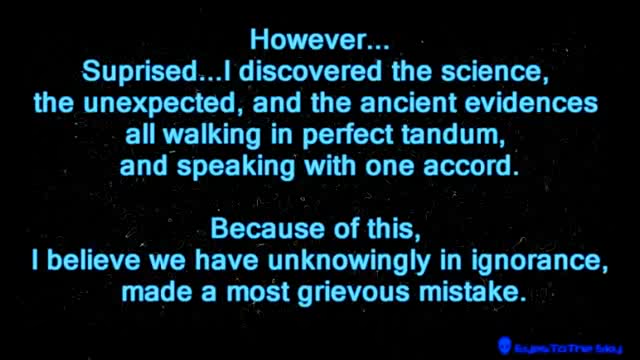 However...
Suprised...I discovered the science,
the unexpected, and the ancient evidences
all walking in perfect tandum,
and speaking with one accord.
Because of this,
I believe we have unknowingly in ignorance,
made a most grievous mistake.
EyesToTheSky